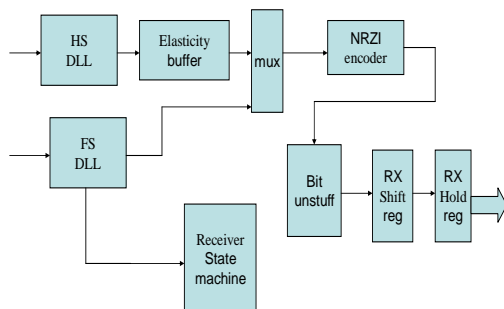 HS
DLL
Elasticity
buffer
mux
NRZI
encoder
FS
DLL
Bit
unstuff
RX
Shift
reg
RX
Hold
reg
Receiver
State
machine